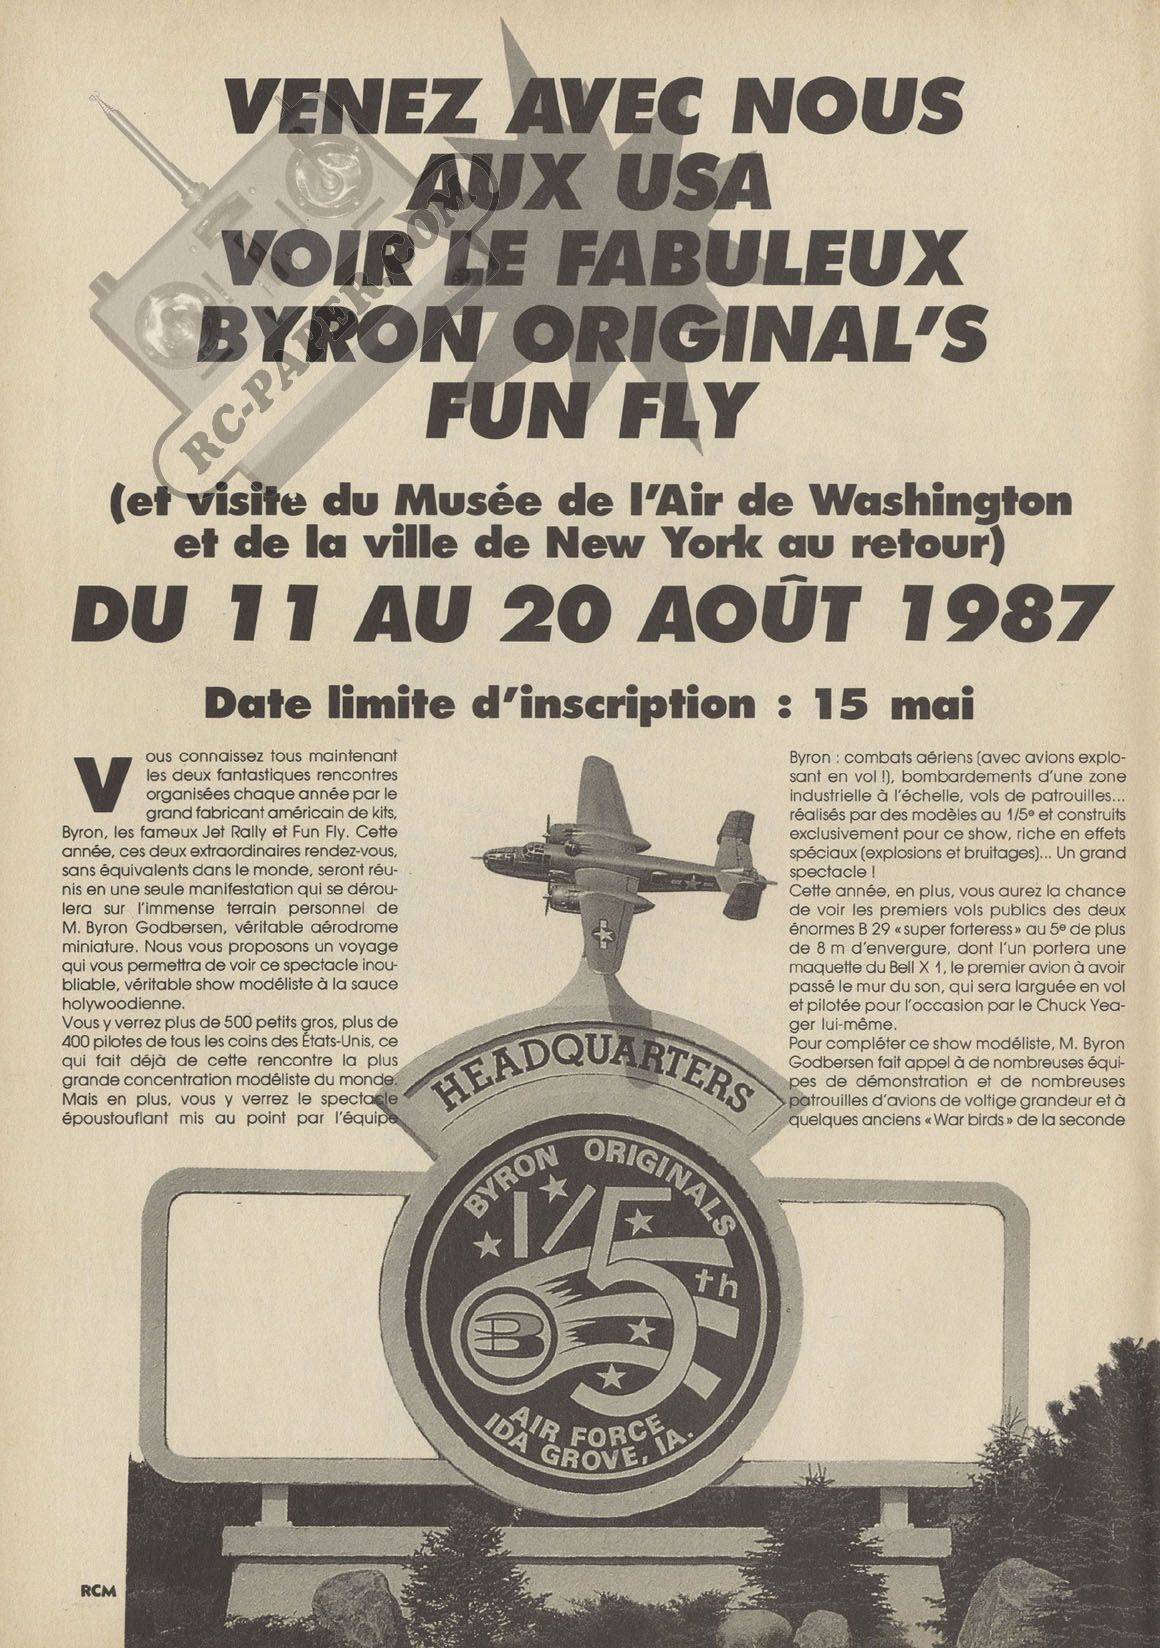 VENEZ AVEC NOUS
AUX USA
VOIR LE FABULEUX
BYRON ORIGINAL'S
FUN FLY
RC-PAPER.COM
(et visite du Musée de l'Air de Washington
et de la ville de New York au retour)
DU 11 AU 20 AOÛT 1987
Date limite d'inscription : 15 mai
Vous connaissez tous maintenant
les deux fantastiques rencontres
organisées chaque année par le
grand fabricant américain de kits,
Byron, les fameux Jet Rally et Fun Fly. Cette
année, ces deux extraordinaires rendez-vous,
sans équivalents dans le monde, seront réu-
nis en une seule manifestation qui se dérou-
lera sur l'immense terrain personnel de
M. Byron Godbersen, véritable aérodrome
miniature. Nous vous proposons un voyage
qui vous permettra de voir ce spectacle inou-
bliable, véritable show modéliste à la sauce
holywoodienne.
Vous y verrez plus de 500 petits gros, plus de
400 pilotes de tous les coins des États-Unis, ce
qui fait déjà de cette rencontre la plus
grande concentration modéliste du monde.
Mais en plus, vous y verrez le spectacle
époustouflant mis au point par l'équipe
Byron : combats aériens (avec avions explo-
sant en vol !), bombardements d'une zone
industrielle à l'échelle, vols de patrouilles...
réalisés par des modèles au 1/5e et construits
exclusivement pour ce show, riche en effets
spéciaux (explosions et bruitages)... Un grand
spectacle !
Cette année, en plus, vous aurez la chance
de voir les premiers vols publics des deux
énormes B 29 « super forteress » au 5e de plus
de 8 m d'envergure, dont l'un portera une
maquette du Bell X 1, le premier avion à avoir
passé le mur du son, qui sera larguée en vol
et pilotée pour l'occasion par le Chuck Yea-
ger lui-même.
Pour compléter ce show modéliste, M. Byron
Godbersen fait appel à de nombreuses équi-
pes de démonstration et de nombreuses
patrouilles d'avions de voltige grandeur et à
quelques anciens « War birds » de la seconde
HEADQUARTERS
BYRON ORIGINALS
1/5th
B
AIR FORCE
IDA GROVE, IA.
RCM